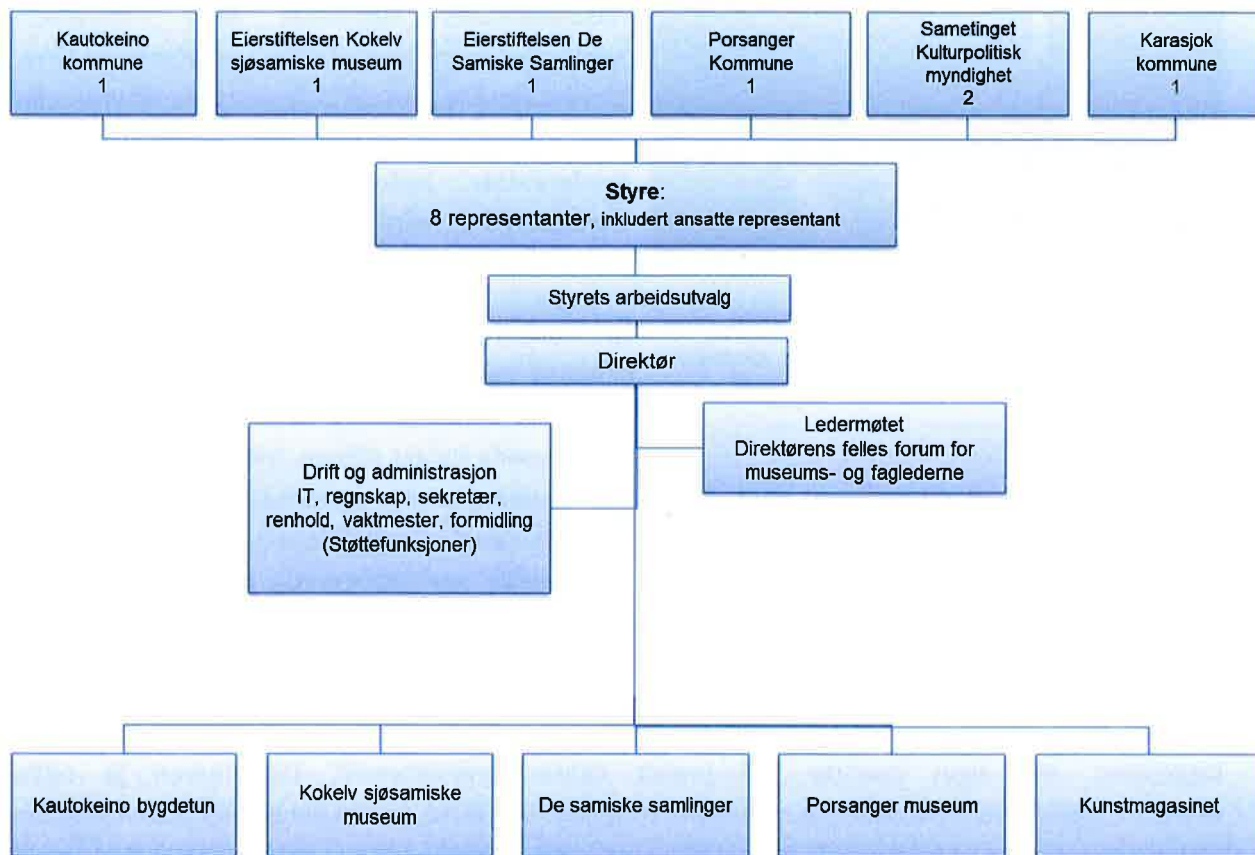 Kautokeino
kommune
1
Eierstiftelsen Kokelv
sjøsamiske museum
1
Eierstiftelsen De
Samiske Samlinger
1
Porsanger
Kommune
1
Sametinget
Kulturpolitisk
myndighet
2
Karasjok
kommune
1
Styre:
8 representanter, inkludert ansatte representant
Styrets arbeidsutvalg
Direktør
Ledermøtet
Direktørens felles forum for
museums- og faglederne
Drift og administrasjon
IT, regnskap, sekretær,
renhold, vaktmester, formidling
(Støttefunksjoner)
Kautokeino bygdetun
Kokelv sjøsamiske
museum
De samiske samlinger
Porsanger museum
Kunstmagasinet